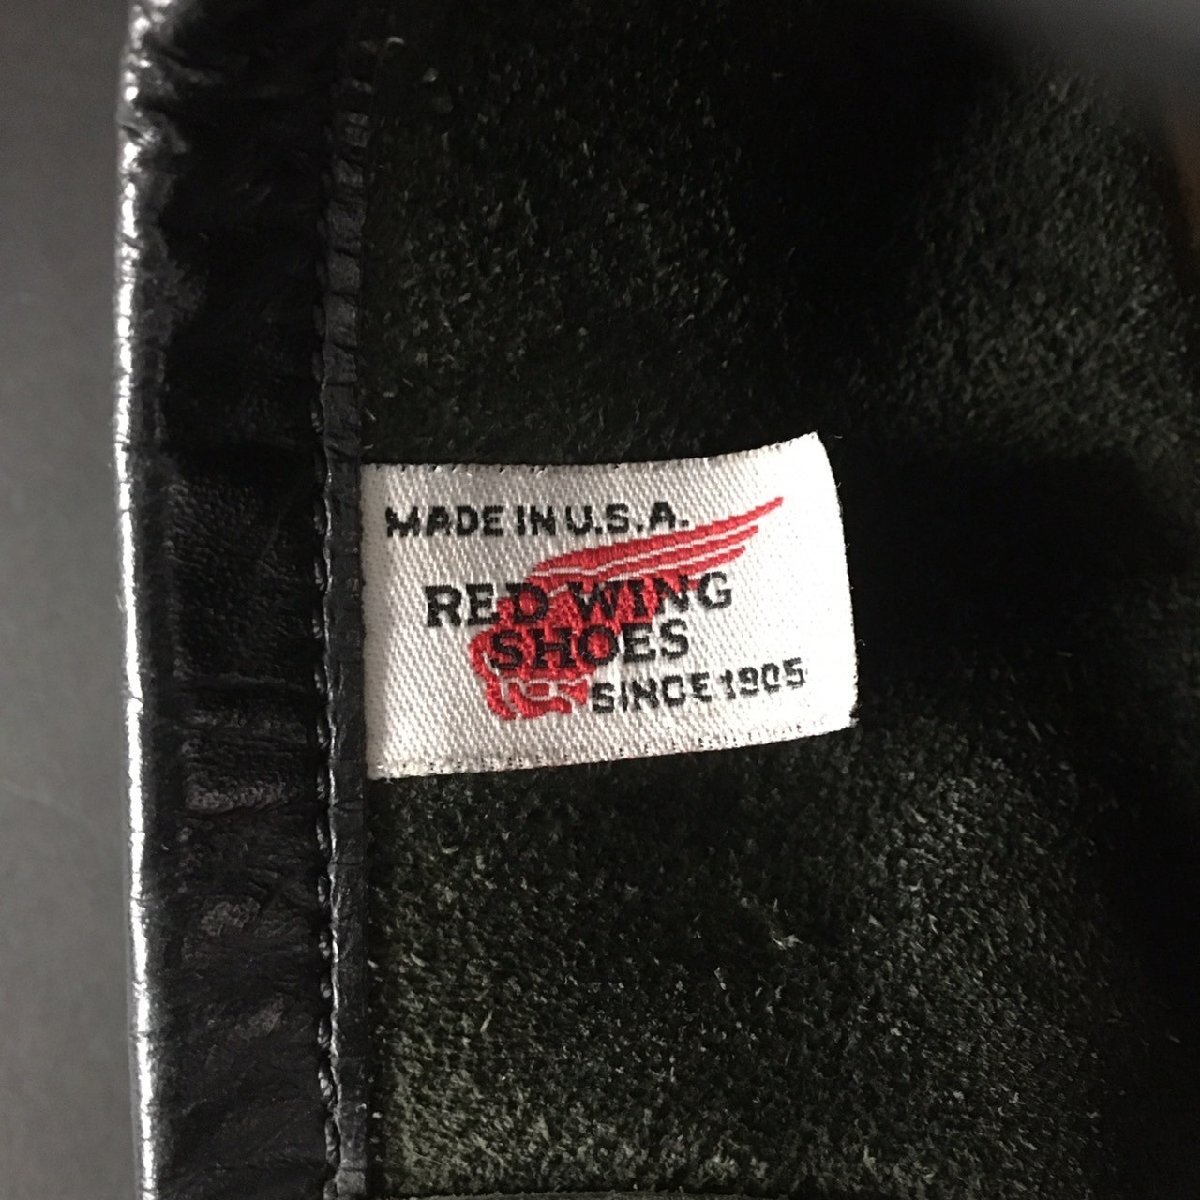 MADE IN U.S.A.
RED WING
SHOES
SINCE 1905